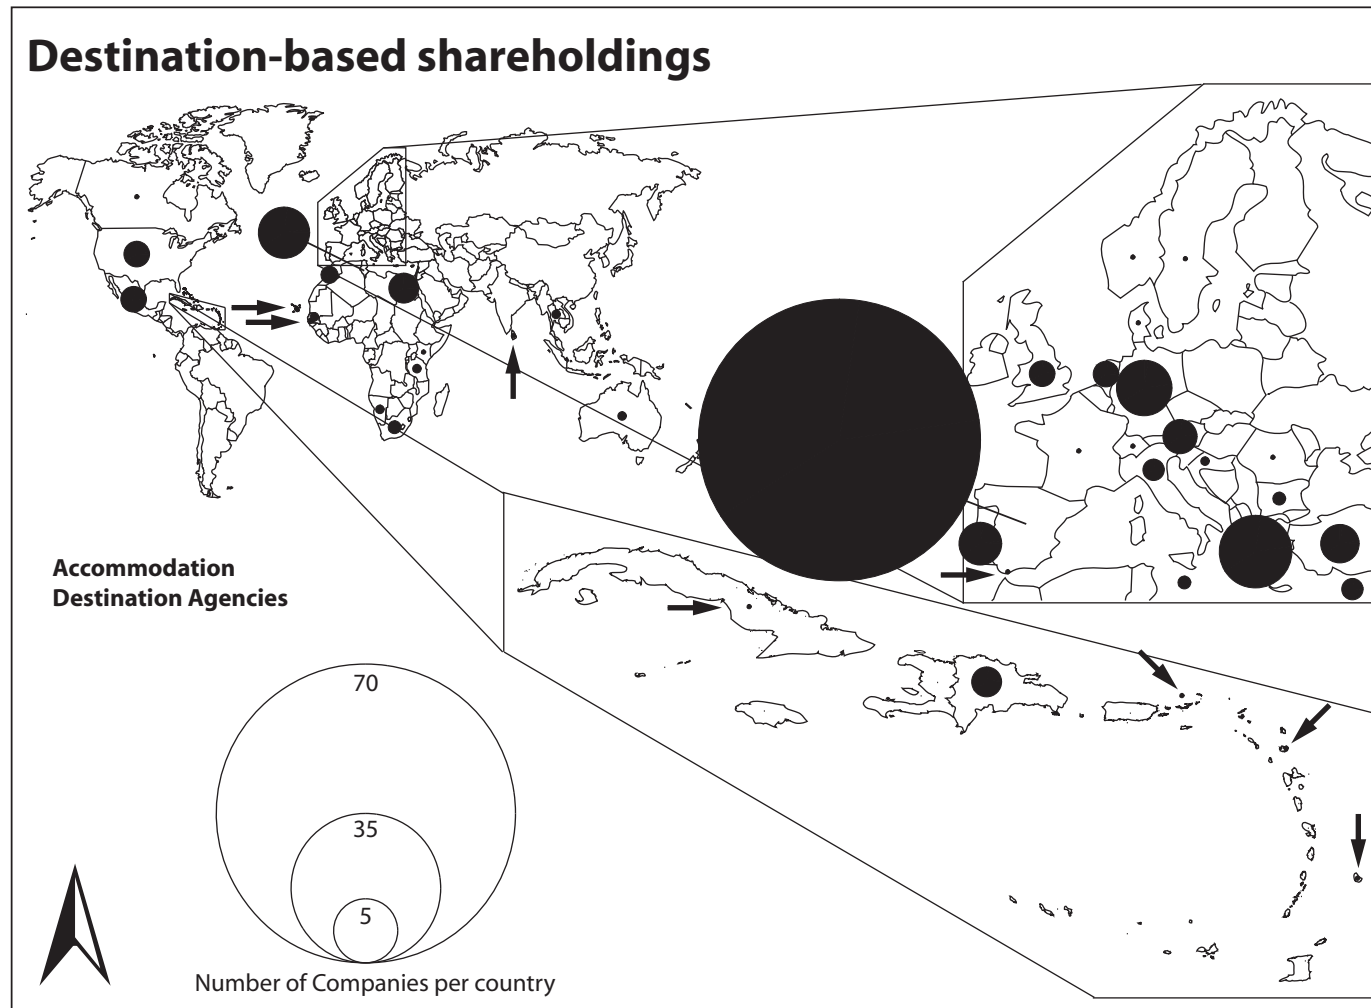 Destination-based shareholdings
Accommodation
Destination Agencies
70
35
5
Number of Companies per country